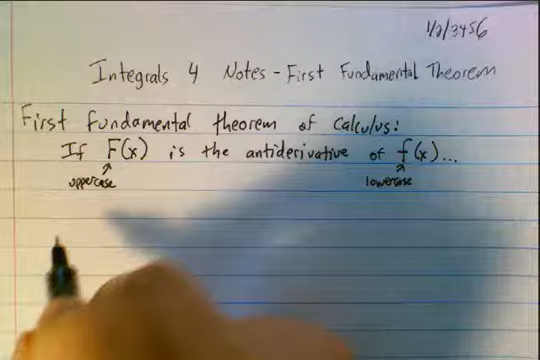 1/2/3456
Integrals 4 Notes - First Fundamental Theorem
First fundamental theorem of calculus:
If F(x) is the antiderivative of f(x)...
uppercase lowercase